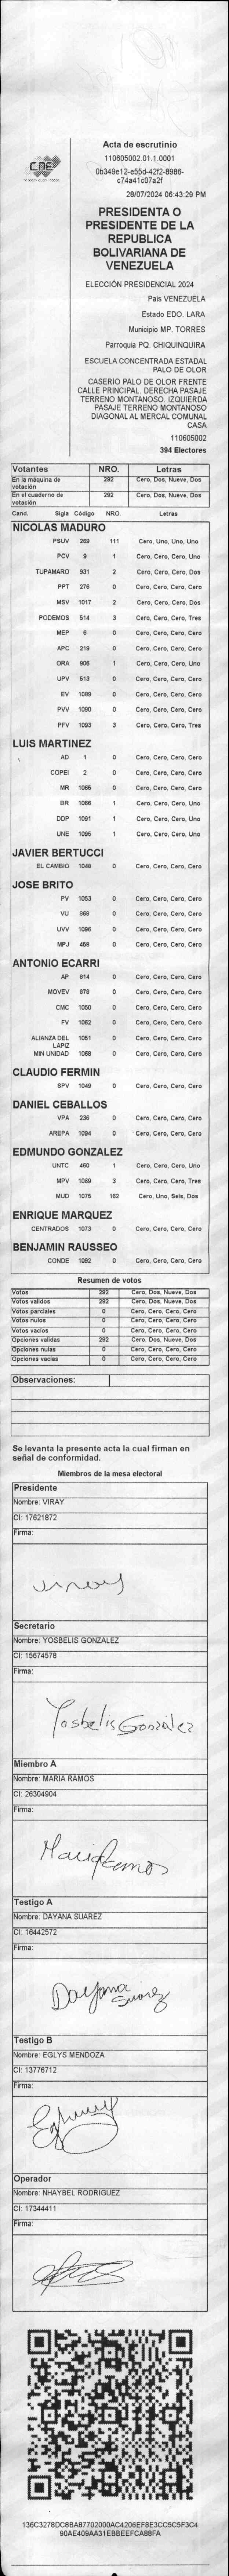 CNE
Acta de escrutinio
110605002.01.1.0001
0b349e12-e55d-42f2-8986-
c74a41c07a2f
28/07/2024 06:43:29 PM
PRESIDENTA O
PRESIDENTE DE LA
REPUBLICA
BOLIVARIANA DE
VENEZUELA
ELECCIÓN PRESIDENCIAL 2024
País VENEZUELA
Estado EDO. LARA
Municipio MP. TORRES
Parroquia PQ. CHIQUINQUIRA
ESCUELA CONCENTRADA ESTADAL
PALO DE OLOR
CASERIO PALO DE OLOR FRENTE
CALLE PRINCIPAL. DERECHA PASAJE
TERRENO MONTANOSO. IZQUIERDA
PASAJE TERRENO MONTANOSO
DIAGONAL AL MERCAL COMUNAL
CASA
110605002
394 Electores
Votantes NRO. Letras
En la máquina de votación 292 Cero, Dos, Nueve, Dos
En el cuaderno de votación 292 Cero, Dos, Nueve, Dos
Cand. Sigla Código NRO. Letras
NICOLAS MADURO
PSUV 269 111 Cero, Uno, Uno, Uno
PCV 9 1 Cero, Cero, Cero, Uno
TUPAMARO 931 2 Cero, Cero, Cero, Dos
PPT 276 0 Cero, Cero, Cero, Cero
MSV 1017 2 Cero, Cero, Cero, Dos
PODEMOS 514 3 Cero, Cero, Cero, Tres
MEP 6 0 Cero, Cero, Cero, Cero
APC 219 0 Cero, Cero, Cero, Cero
ORA 906 1 Cero, Cero, Cero, Uno
UPV 613 0 Cero, Cero, Cero, Cero
EV 1089 0 Cero, Cero, Cero, Cero
PVV 1090 0 Cero, Cero, Cero, Cero
PFV 1093 3 Cero, Cero, Cero, Tres
LUIS MARTINEZ
AD 1 0 Cero, Cero, Cero, Cero
COPEI 2 0 Cero, Cero, Cero, Cero
MR 1065 0 Cero, Cero, Cero, Cero
BR 1066 1 Cero, Cero, Cero, Uno
DDP 1091 1 Cero, Cero, Cero, Uno
UNE 1095 1 Cero, Cero, Cero, Uno
JAVIER BERTUCCI
EL CAMBIO 1048 0 Cero, Cero, Cero, Cero
JOSE BRITO
PV 1053 0 Cero, Cero, Cero, Cero
VU 968 0 Cero, Cero, Cero, Cero
UVV 1096 0 Cero, Cero, Cero, Cero
MPJ 458 0 Cero, Cero, Cero, Cero
ANTONIO ECARRI
AP 814 0 Cero, Cero, Cero, Cero
MOVEV 879 0 Cero, Cero, Cero, Cero
CMC 1050 0 Cero, Cero, Cero, Cero
FV 1062 0 Cero, Cero, Cero, Cero
ALIANZA DEL LAPIZ 1051 0 Cero, Cero, Cero, Cero
MIN UNIDAD 1068 0 Cero, Cero, Cero, Cero
CLAUDIO FERMIN
SPV 1049 0 Cero, Cero, Cero, Cero
DANIEL CEBALLOS
VPA 236 0 Cero, Cero, Cero, Cero
AREPA 1094 0 Cero, Cero, Cero, Cero
EDMUNDO GONZALEZ
UNTC 460 1 Cero, Cero, Cero, Uno
MPV 1069 3 Cero, Cero, Cero, Tres
MUD 1075 162 Cero, Uno, Seis, Dos
ENRIQUE MARQUEZ
CENTRADOS 1073 0 Cero, Cero, Cero, Cero
BENJAMIN RAUSSEO
CONDE 1092 0 Cero, Cero, Cero, Cero
Resumen de votos
Votos 292 Cero, Dos, Nueve, Dos
Votos validos 292 Cero, Dos, Nueve, Dos
Votos parciales 0 Cero, Cero, Cero, Cero
Votos nulos 0 Cero, Cero, Cero, Cero
Votos vacios 0 Cero, Cero, Cero, Cero
Opciones validas 292 Cero, Dos, Nueve, Dos
Opciones nulas 0 Cero, Cero, Cero, Cero
Opciones vacias 0 Cero, Cero, Cero, Cero
Observaciones:
Se levanta la presente acta la cual firman en
señal de conformidad.
Miembros de la mesa electoral
Presidente
Nombre: VIRAY
CI: 17621872
Firma:
Viray
Secretario
Nombre: YOSBELIS GONZALEZ
CI: 15674578
Firma:
Yosbelis González
Miembro A
Nombre: MARIA RAMOS
CI: 26304904
Firma:
Maria Ramos
Testigo A
Nombre: DAYANA SUAREZ
CI: 16442572
Firma:
Dayana Suarez
Testigo B
Nombre: EGLYS MENDOZA
CI: 13776712
Firma:
Operador
Nombre: NHAYBEL RODRIGUEZ
CI: 17344411
Firma:
136C3278DC8BA87702000AC4206EF8E3CC5C5F3C4
90AE409AA31EBBEEFCA88FA